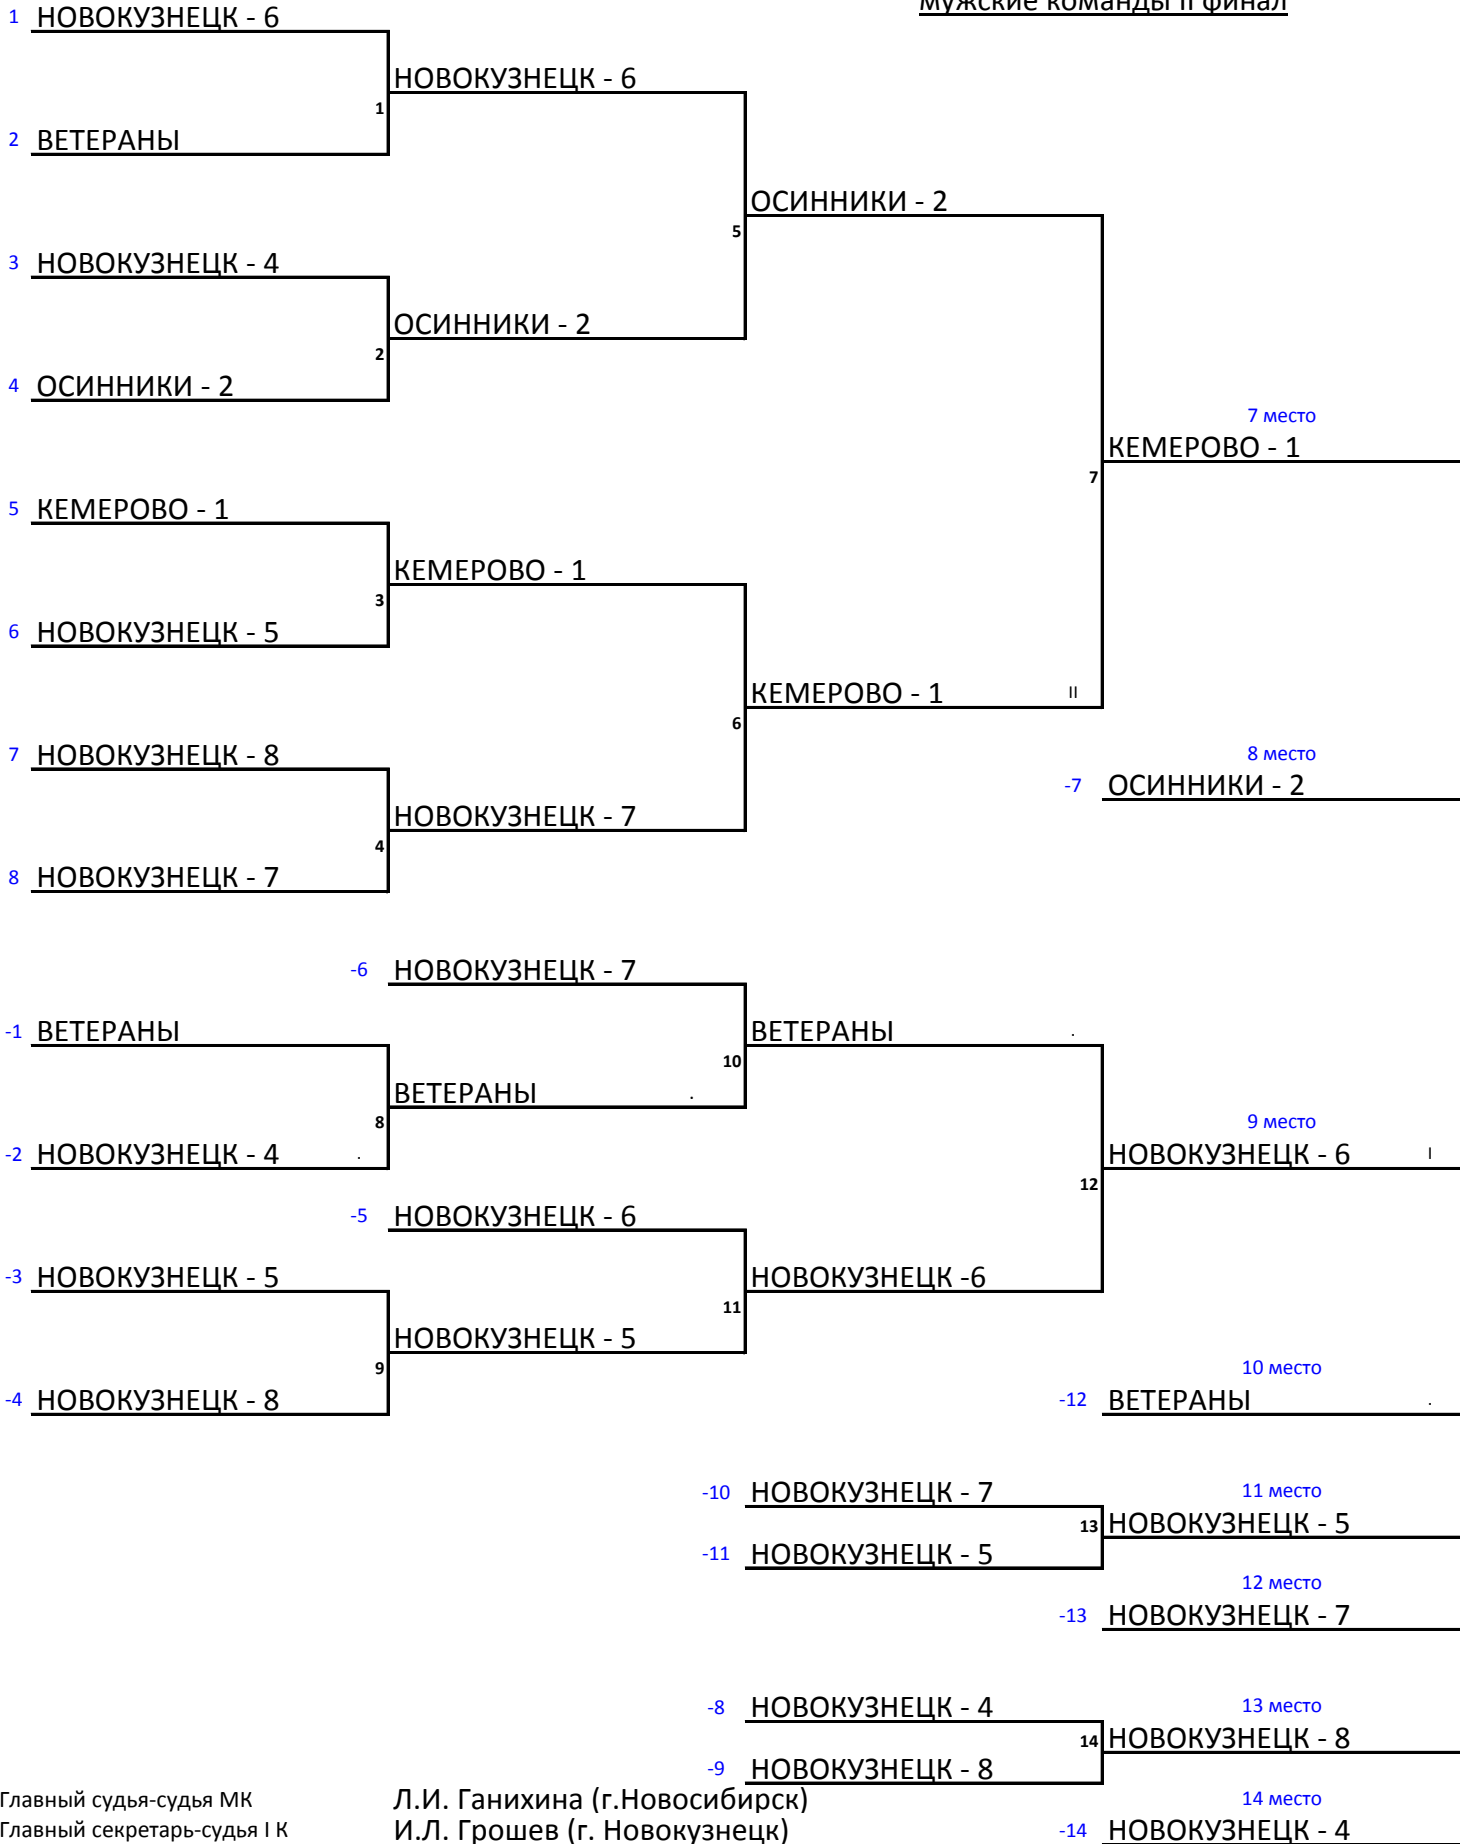 мужские команды II финал
1 НОВОКУЗНЕЦК - 6
НОВОКУЗНЕЦК - 6
1
2 ВЕТЕРАНЫ
ОСИННИКИ - 2
5
3 НОВОКУЗНЕЦК - 4
ОСИННИКИ - 2
2
4 ОСИННИКИ - 2
7 место
КЕМЕРОВО - 1
7
5 КЕМЕРОВО - 1
КЕМЕРОВО - 1
3
6 НОВОКУЗНЕЦК - 5
КЕМЕРОВО - 1 II
6
7 НОВОКУЗНЕЦК - 8
8 место
-7 ОСИННИКИ - 2
НОВОКУЗНЕЦК - 7
4
8 НОВОКУЗНЕЦК - 7
-6 НОВОКУЗНЕЦК - 7
-1 ВЕТЕРАНЫ
ВЕТЕРАНЫ .
10
ВЕТЕРАНЫ .
8
9 место
-2 НОВОКУЗНЕЦК - 4 .
НОВОКУЗНЕЦК - 6 I
12
-5 НОВОКУЗНЕЦК - 6
-3 НОВОКУЗНЕЦК - 5
НОВОКУЗНЕЦК -6
11
НОВОКУЗНЕЦК - 5
9
10 место
-4 НОВОКУЗНЕЦК - 8
-12 ВЕТЕРАНЫ .
-10 НОВОКУЗНЕЦК - 7
11 место
13 НОВОКУЗНЕЦК - 5
-11 НОВОКУЗНЕЦК - 5
12 место
-13 НОВОКУЗНЕЦК - 7
-8 НОВОКУЗНЕЦК - 4
13 место
14 НОВОКУЗНЕЦК - 8
-9 НОВОКУЗНЕЦК - 8
Главный судья-судья МК Л.И. Ганихина (г.Новосибирск)
14 место
Главный секретарь-судья I К И.Л. Грошев (г. Новокузнецк)
-14 НОВОКУЗНЕЦК - 4